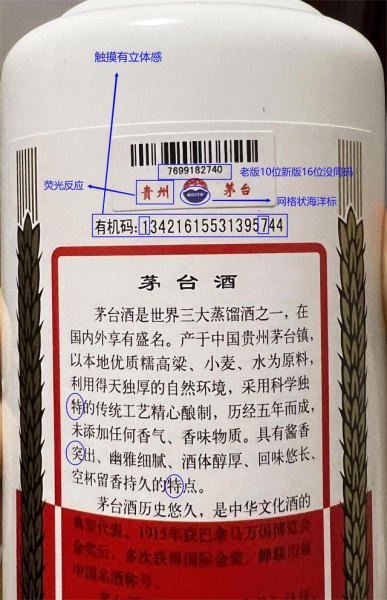 触摸有立体感
7699182740
老版10位新版16位没同码
荧光反应
貴州
茅台
网格状海洋标
有机码:13421615531395744
茅台酒
茅台酒是世界三大蒸馏酒之一，在
国内外享有盛名。产于中国贵州茅台镇，
以本地优质糯高粱、小麦、水为原料，
利用得天独厚的自然环境，采用科学独
特的传统工艺精心酿制，历经五年而成，
未添加任何香气、香味物质。具有酱香
突出、幽雅细腻、酒体醇厚、回味悠长、
空杯留香持久的特点。
茅台酒历史悠久，是中华文化酒的
典型代表。1915年获巴拿马万国博览会
金奖后，多次获得国际金奖，蝉联历届
中国名酒称号。